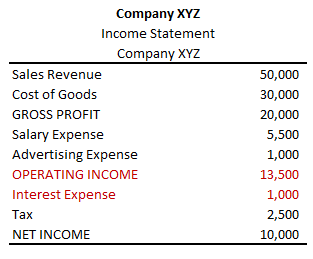 Company XYZ
Income Statement
Company XYZ
Sales Revenue 50,000
Cost of Goods 30,000
GROSS PROFIT 20,000
Salary Expense 5,500
Advertising Expense 1,000
OPERATING INCOME 13,500
Interest Expense 1,000
Tax 2,500
NET INCOME 10,000